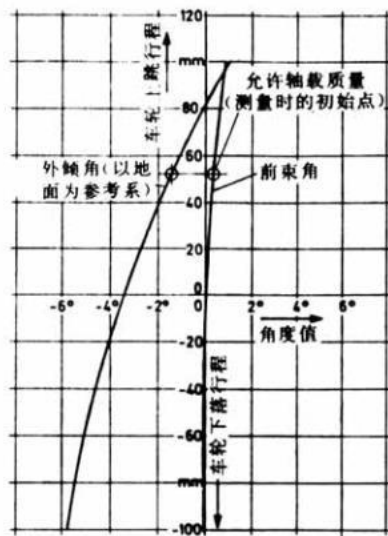 120
mm
80
60
40
20
0
-20
-40
-60
mm
-100
-6°
-4°
-2°
0
2°
4°
6°
车轮上跳行程
允许轴载质量
(测量时的初始点)
外倾角(以地
面为参考系)
前束角
角度值
车轮下落行程